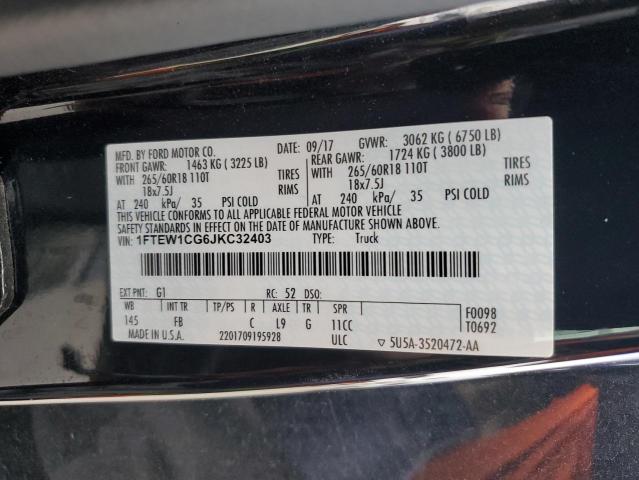 MFD. BY FORD MOTOR CO. DATE: 09/17 GVWR: 3062 KG (6750 LB)
FRONT GAWR: 1463 KG (3225 LB) REAR GAWR: 1724 KG (3800 LB)
WITH 265/60R18 110T TIRES WITH 265/60R18 110T TIRES
18x7.5J RIMS 18x7.5J RIMS
AT 240 kPa/ 35 PSI COLD AT 240 kPa/ 35 PSI COLD
THIS VEHICLE CONFORMS TO ALL APPLICABLE FEDERAL MOTOR VEHICLE
SAFETY STANDARDS IN EFFECT ON THE DATE OF MANUFACTURE SHOWN ABOVE.
VIN: 1FTEW1CG6JKC32403 TYPE: Truck
EXT PNT: G1 RC: 52 DSO:
WB INT TR TP/PS R AXLE TR SPR F0098
145 FB C L9 G 11CC T0692
MADE IN U.S.A. 2201709195928 ULC 5U5A-3520472-AA